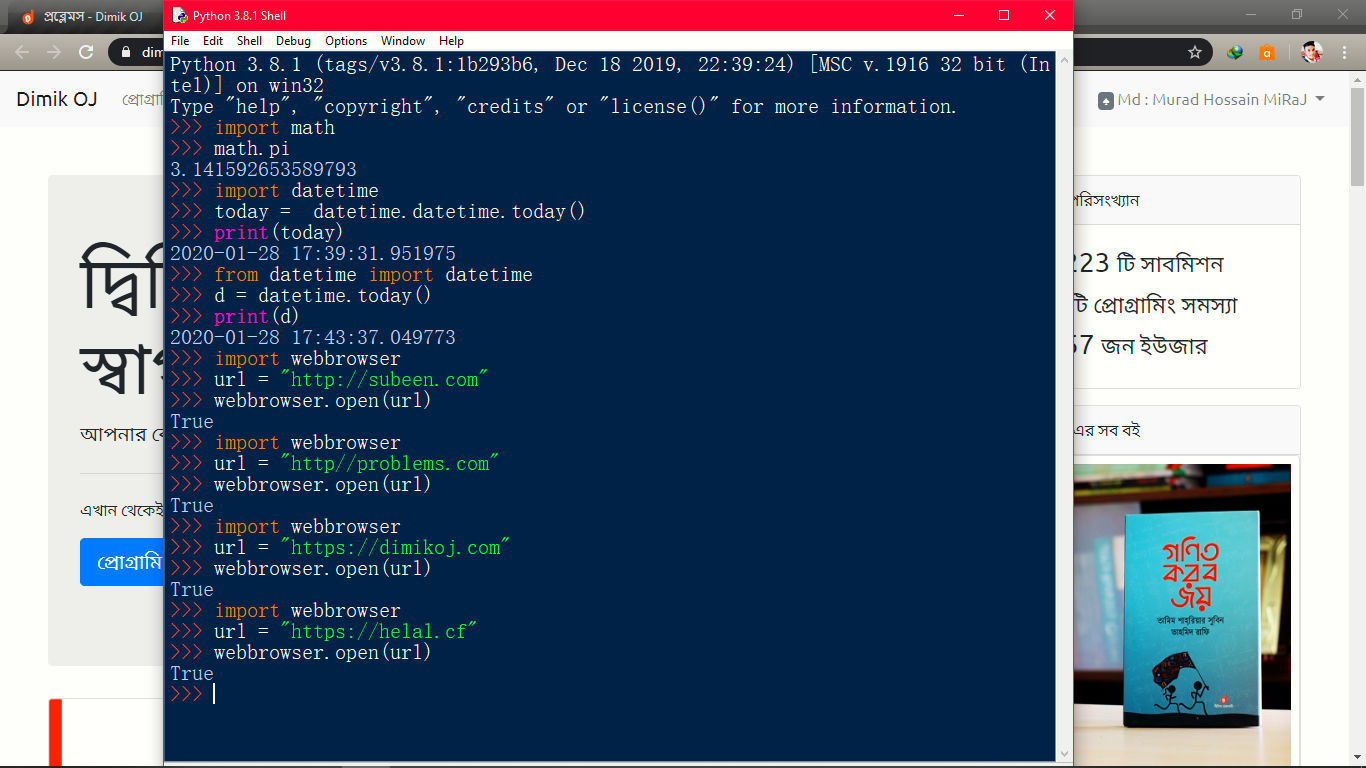 প্রব্লেমস - Dimik OJ
Python 3.8.1 Shell
File Edit Shell Debug Options Window Help
Python 3.8.1 (tags/v3.8.1:1b293b6, Dec 18 2019, 22:39:24) [MSC v.1916 32 bit (In
tel)] on win32
Type "help", "copyright", "credits" or "license()" for more information.
>>> import math
>>> math.pi
3.141592653589793
>>> import datetime
>>> today =  datetime.datetime.today()
>>> print(today)
2020-01-28 17:39:31.951975
>>> from datetime import datetime
>>> d = datetime.today()
>>> print(d)
2020-01-28 17:43:37.049773
>>> import webbrowser
>>> url = "http://subeen.com"
>>> webbrowser.open(url)
True
>>> import webbrowser
>>> url = "http//problems.com"
>>> webbrowser.open(url)
True
>>> import webbrowser
>>> url = "https://dimikoj.com"
>>> webbrowser.open(url)
True
>>> import webbrowser
>>> url = "https://helal.cf"
>>> webbrowser.open(url)
True
>>>
dim
Dimik OJ
Md : Murad Hossain MiRaJ
আপনার
এখান থেকেই
প্রোগ্রামি
পরিসংখ্যান
223 টি সাবমিশন
টি প্রোগ্রামিং সমস্যা
57 জন ইউজার
এর সব বই
গণিত
করব
জয়
তামিম শাহরিয়ার সুবিন
তাহমিদ রাফি